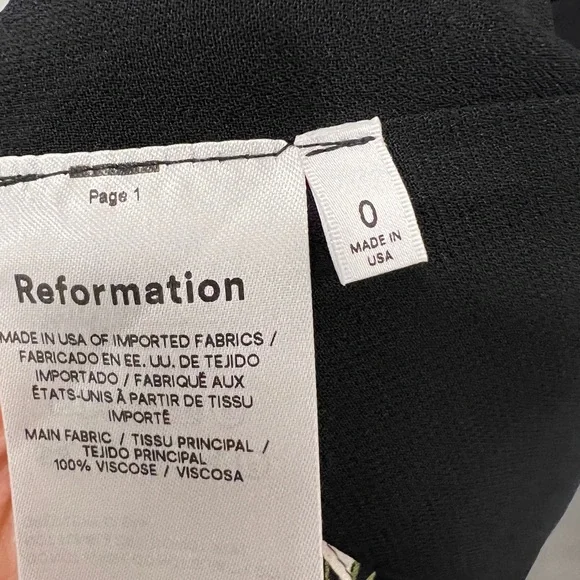 Page 1
Reformation
MADE IN USA OF IMPORTED FABRICS /
FABRICADO EN EE. UU. DE TEJIDO
IMPORTADO / FABRIQUÉ AUX
ÉTATS-UNIS À PARTIR DE TISSU
IMPORTÉ
MAIN FABRIC / TISSU PRINCIPAL /
TEJIDO PRINCIPAL
100% VISCOSE / VISCOSA
0
MADE IN
USA